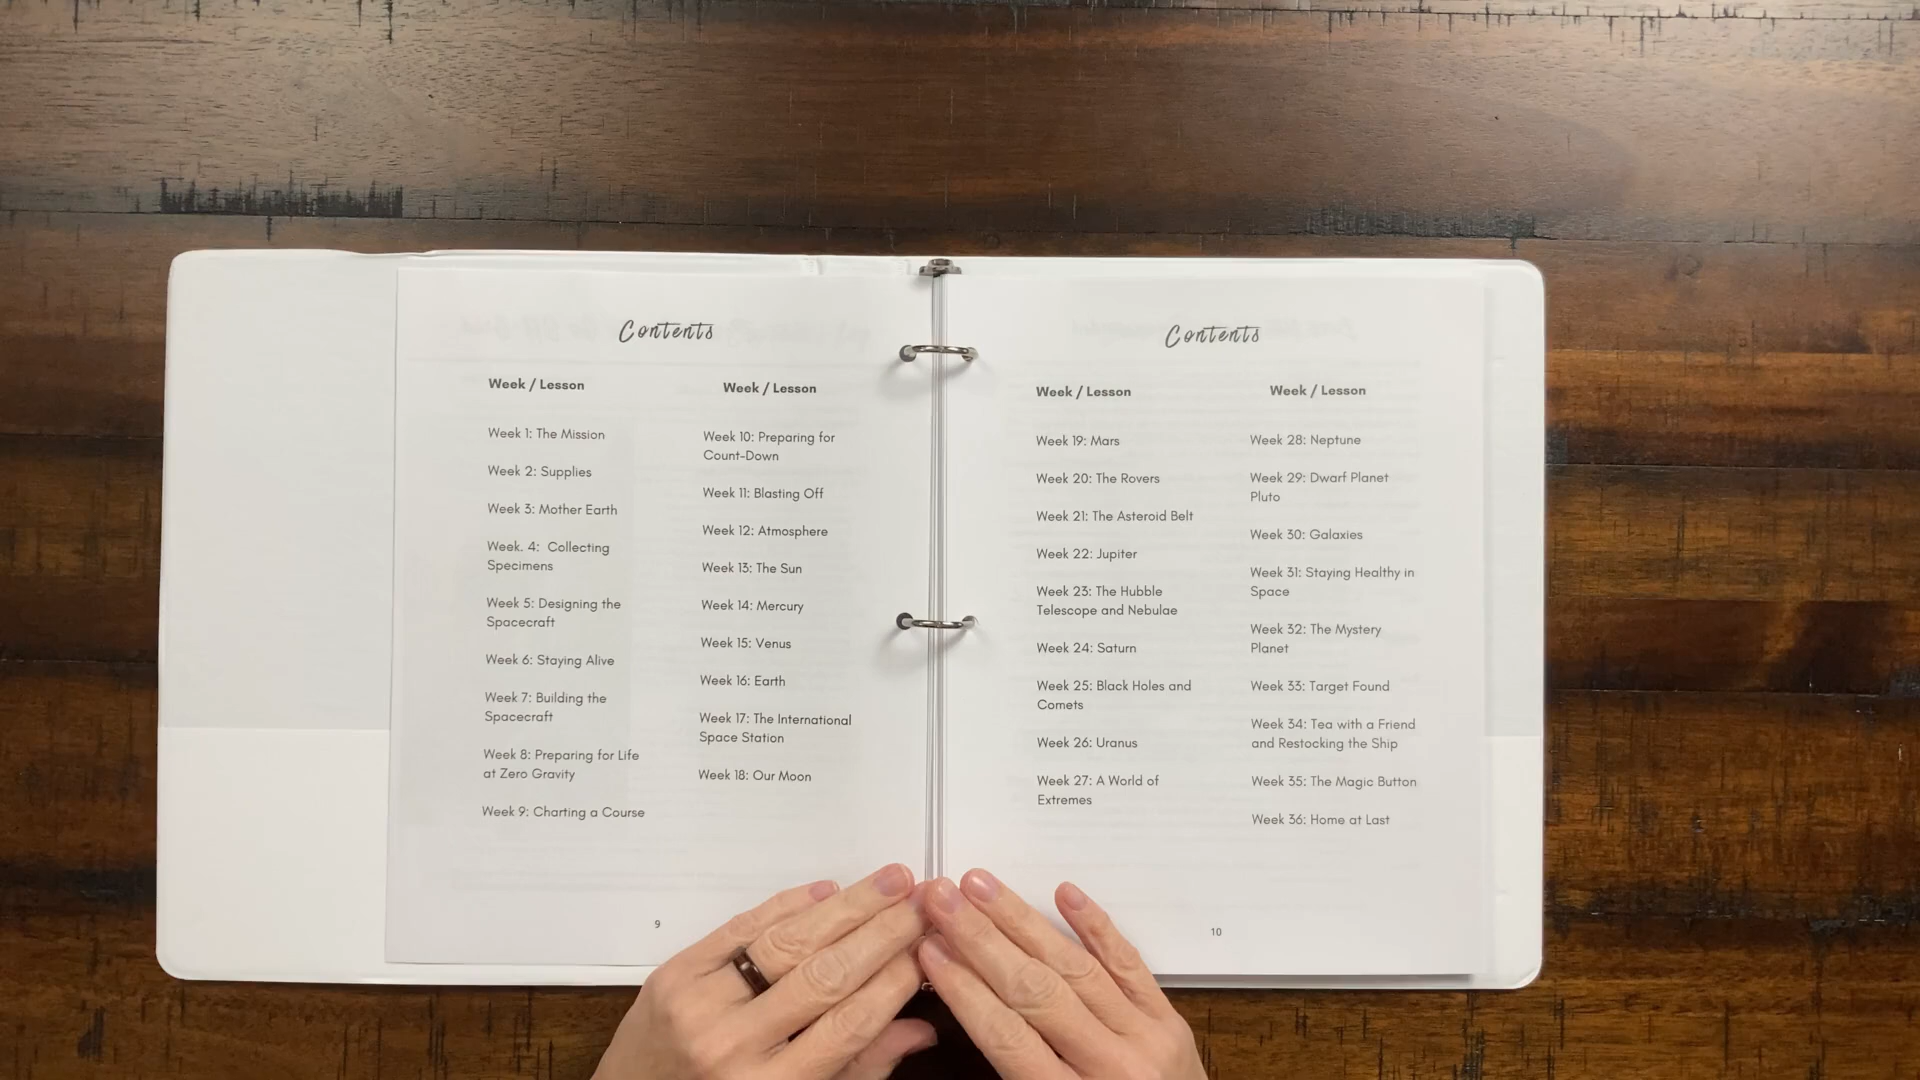 Contents
Week / Lesson
Week 1: The Mission
Week 2: Supplies
Week 3: Mother Earth
Week. 4:  Collecting
Specimens
Week 5: Designing the
Spacecraft
Week 6: Staying Alive
Week 7: Building the
Spacecraft
Week 8: Preparing for Life
at Zero Gravity
Week 9: Charting a Course
Week / Lesson
Week 10: Preparing for
Count-Down
Week 11: Blasting Off
Week 12: Atmosphere
Week 13: The Sun
Week 14: Mercury
Week 15: Venus
Week 16: Earth
Week 17: The International
Space Station
Week 18: Our Moon
9
Contents
Week / Lesson
Week 19: Mars
Week 20: The Rovers
Week 21: The Asteroid Belt
Week 22: Jupiter
Week 23: The Hubble
Telescope and Nebulae
Week 24: Saturn
Week 25: Black Holes and
Comets
Week 26: Uranus
Week 27: A World of
Extremes
Week / Lesson
Week 28: Neptune
Week 29: Dwarf Planet
Pluto
Week 30: Galaxies
Week 31: Staying Healthy in
Space
Week 32: The Mystery
Planet
Week 33: Target Found
Week 34: Tea with a Friend
and Restocking the Ship
Week 35: The Magic Button
Week 36: Home at Last
10